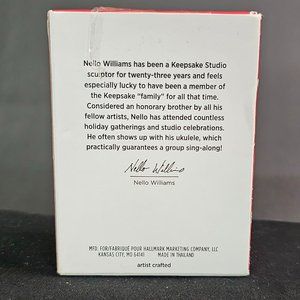 Nello Williams has been a Keepsake Studio
sculptor for twenty-three years and feels
especially lucky to have been a member of
the Keepsake "family" for all that time.
Considered an honorary brother by all his
fellow artists, Nello has attended countless
holiday gatherings and studio celebrations.
He often shows up with his ukulele, which
practically guarantees a group sing-along!
Nello Williams
Nello Williams
MFD. FOR/FABRIQUÉ POUR HALLMARK MARKETING COMPANY, LLC
KANSAS CITY, MO 64141 MADE IN THAILAND
artist crafted